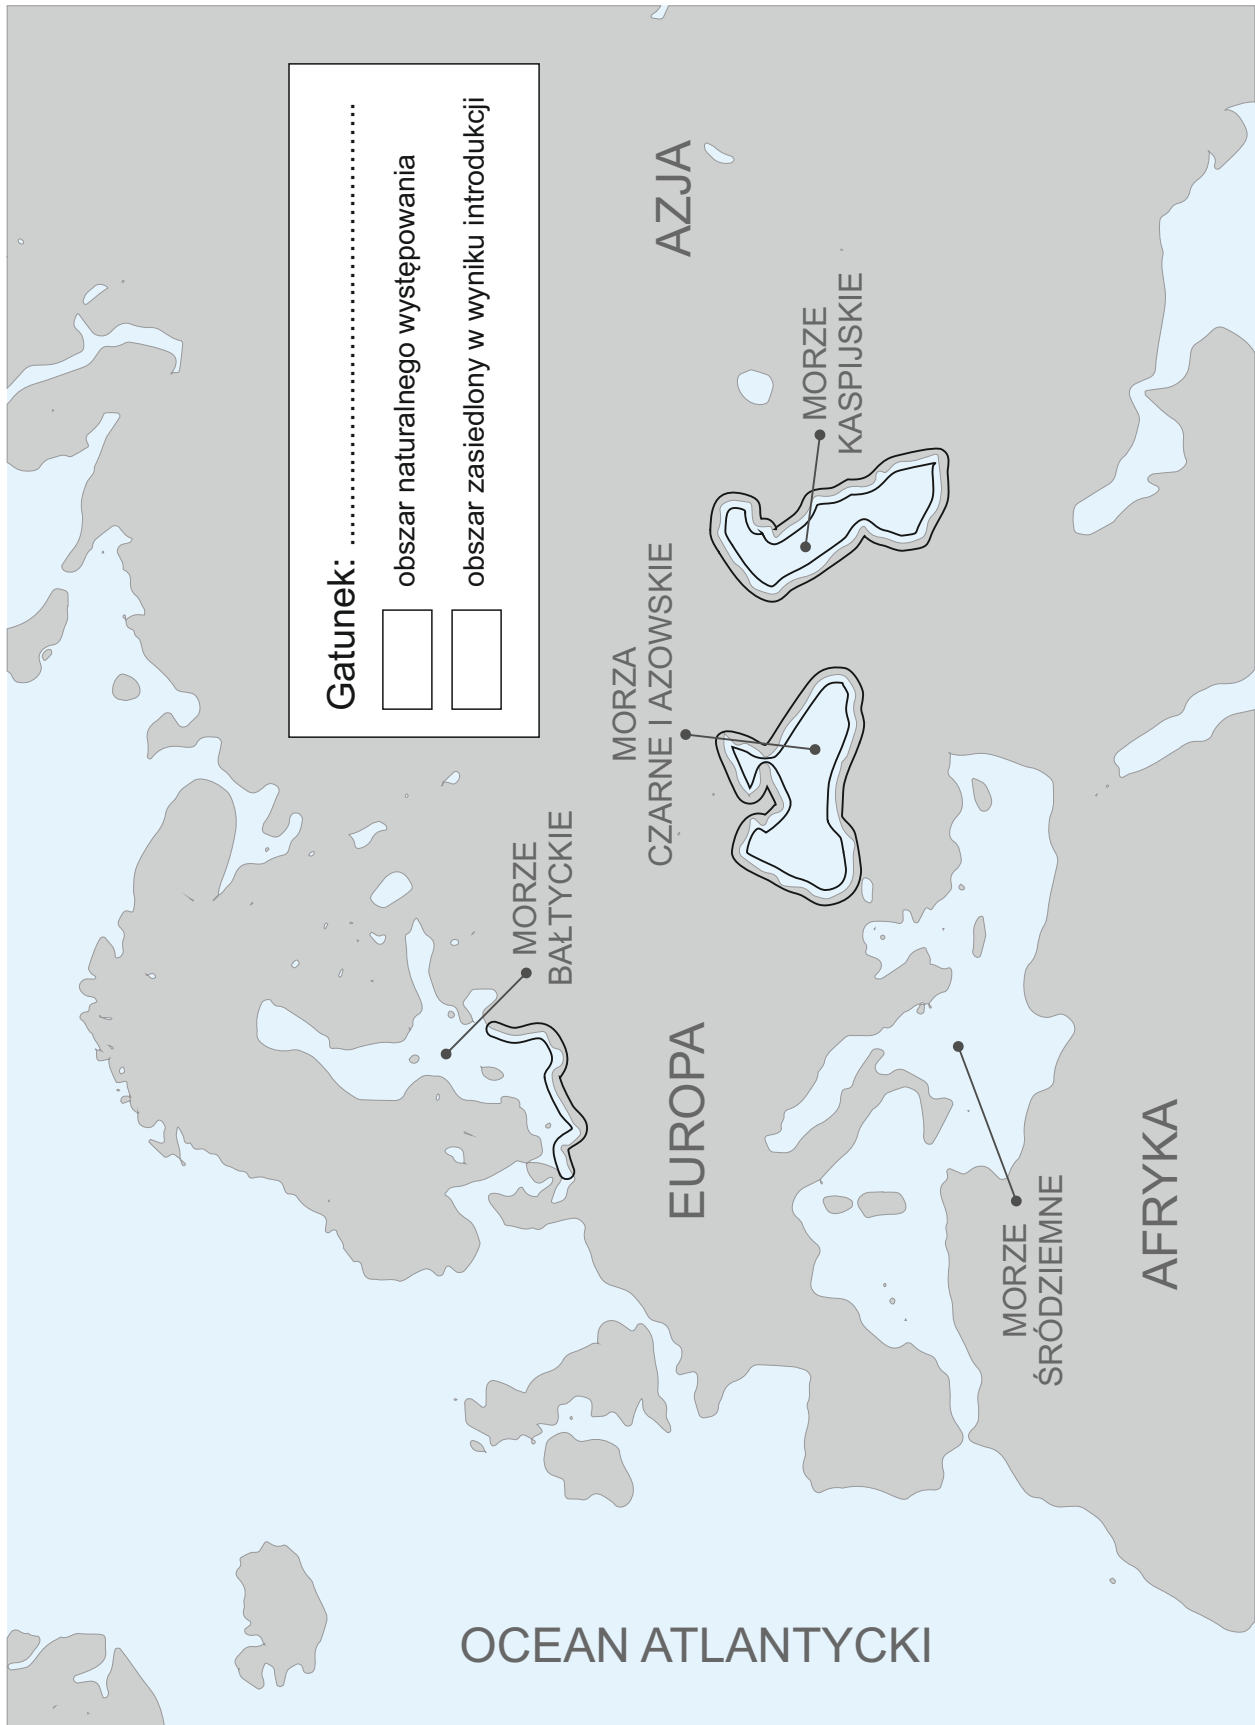 Gatunek: ......................................................
obszar naturalnego występowania
obszar zasiedlony w wyniku introdukcji
MORZE
BAŁTYCKIE
MORZA
CZARNE I AZOWSKIE
AZJA
EUROPA
MORZE
KASPIJSKIE
MORZE
ŚRÓDZIEMNE
AFRYKA
OCEAN ATLANTYCKI